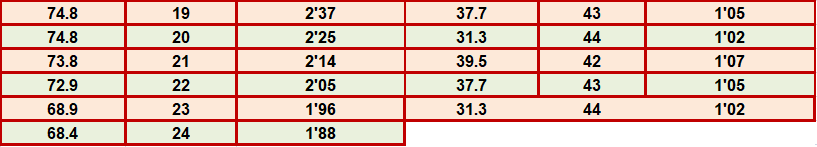 74.8 19 2'37 37.7 43 1'05
74.8 20 2'25 31.3 44 1'02
73.8 21 2'14 39.5 42 1'07
72.9 22 2'05 37.7 43 1'05
68.9 23 1'96 31.3 44 1'02
68.4 24 1'88